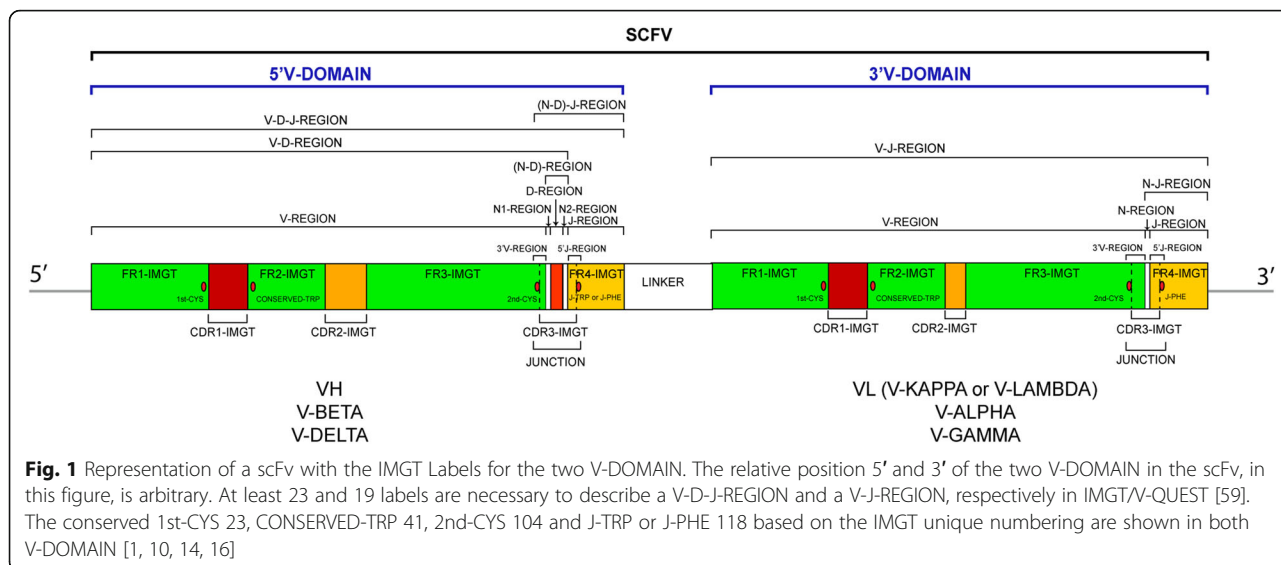 SCFV
5'V-DOMAIN 3'V-DOMAIN
(N-D)-J-REGION
V-D-J-REGION
V-D-REGION V-J-REGION
(N-D)-REGION N-J-REGION
D-REGION N-REGION
N1-REGION N2-REGION
V-REGION J-REGION V-REGION J-REGION
3'V-REGION 5'J-REGION 3'V-REGION 5'J-REGION
5′ FR1-IMGT FR2-IMGT FR3-IMGT FR4-IMGT LINKER FR1-IMGT FR2-IMGT FR3-IMGT FR4-IMGT 3′
1st-CYS CONSERVED-TRP 2nd-CYS J-TRP or J-PHE 1st-CYS CONSERVED-TRP 2nd-CYS J-PHE
CDR1-IMGT CDR2-IMGT CDR3-IMGT CDR1-IMGT CDR2-IMGT CDR3-IMGT
JUNCTION JUNCTION
VH VL (V-KAPPA or V-LAMBDA)
V-BETA V-ALPHA
V-DELTA V-GAMMA
Fig. 1 Representation of a scFv with the IMGT Labels for the two V-DOMAIN. The relative position 5′ and 3′ of the two V-DOMAIN in the scFv, in
this figure, is arbitrary. At least 23 and 19 labels are necessary to describe a V-D-J-REGION and a V-J-REGION, respectively in IMGT/V-QUEST [59].
The conserved 1st-CYS 23, CONSERVED-TRP 41, 2nd-CYS 104 and J-TRP or J-PHE 118 based on the IMGT unique numbering are shown in both
V-DOMAIN [1, 10, 14, 16]